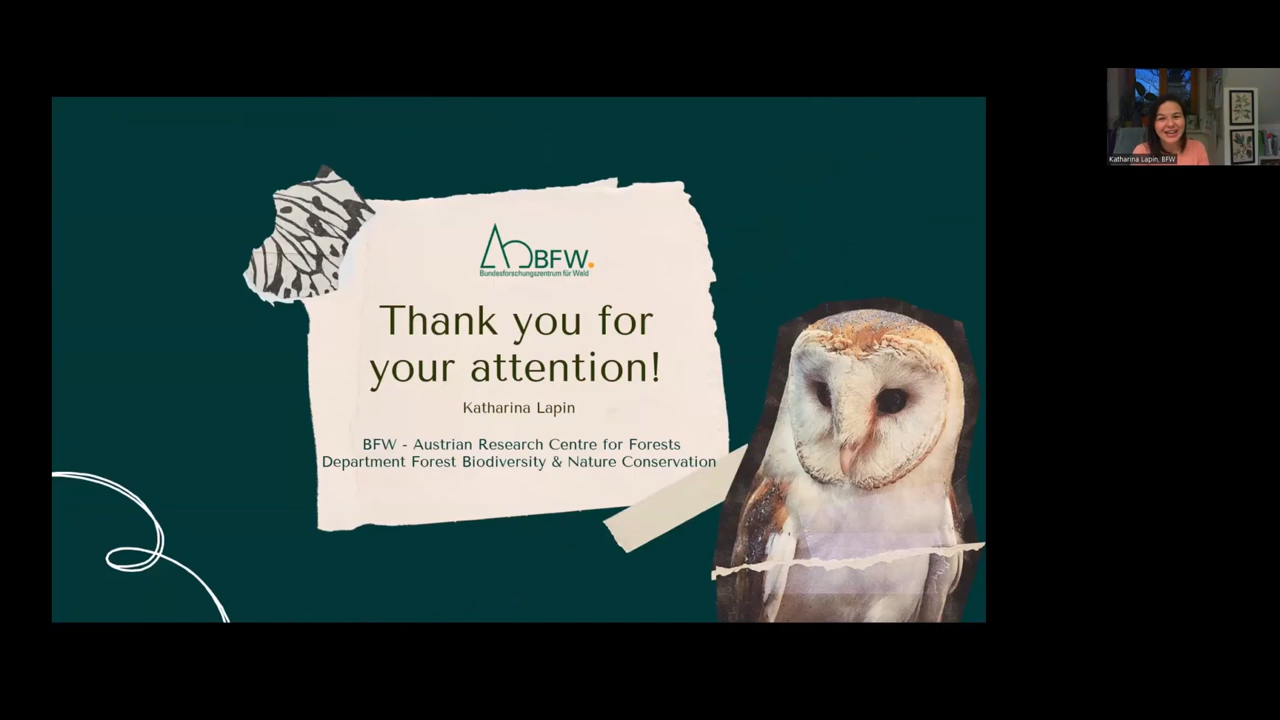 BFW.
Bundesforschungszentrum für Wald
Thank you for
your attention!
Katharina Lapin
BFW - Austrian Research Centre for Forests
Department Forest Biodiversity & Nature Conservation
Katharina Lapin, BFW